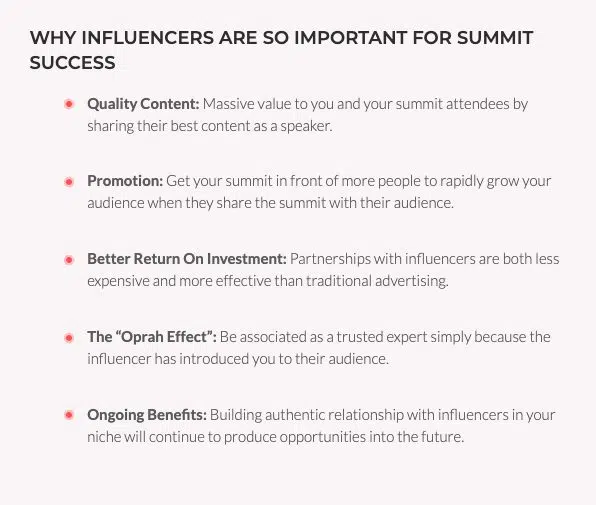 WHY INFLUENCERS ARE SO IMPORTANT FOR SUMMIT
SUCCESS
Quality Content: Massive value to you and your summit attendees by
sharing their best content as a speaker.
Promotion: Get your summit in front of more people to rapidly grow your
audience when they share the summit with their audience.
Better Return On Investment: Partnerships with influencers are both less
expensive and more effective than traditional advertising.
The “Oprah Effect”: Be associated as a trusted expert simply because the
influencer has introduced you to their audience.
Ongoing Benefits: Building authentic relationship with influencers in your
niche will continue to produce opportunities into the future.